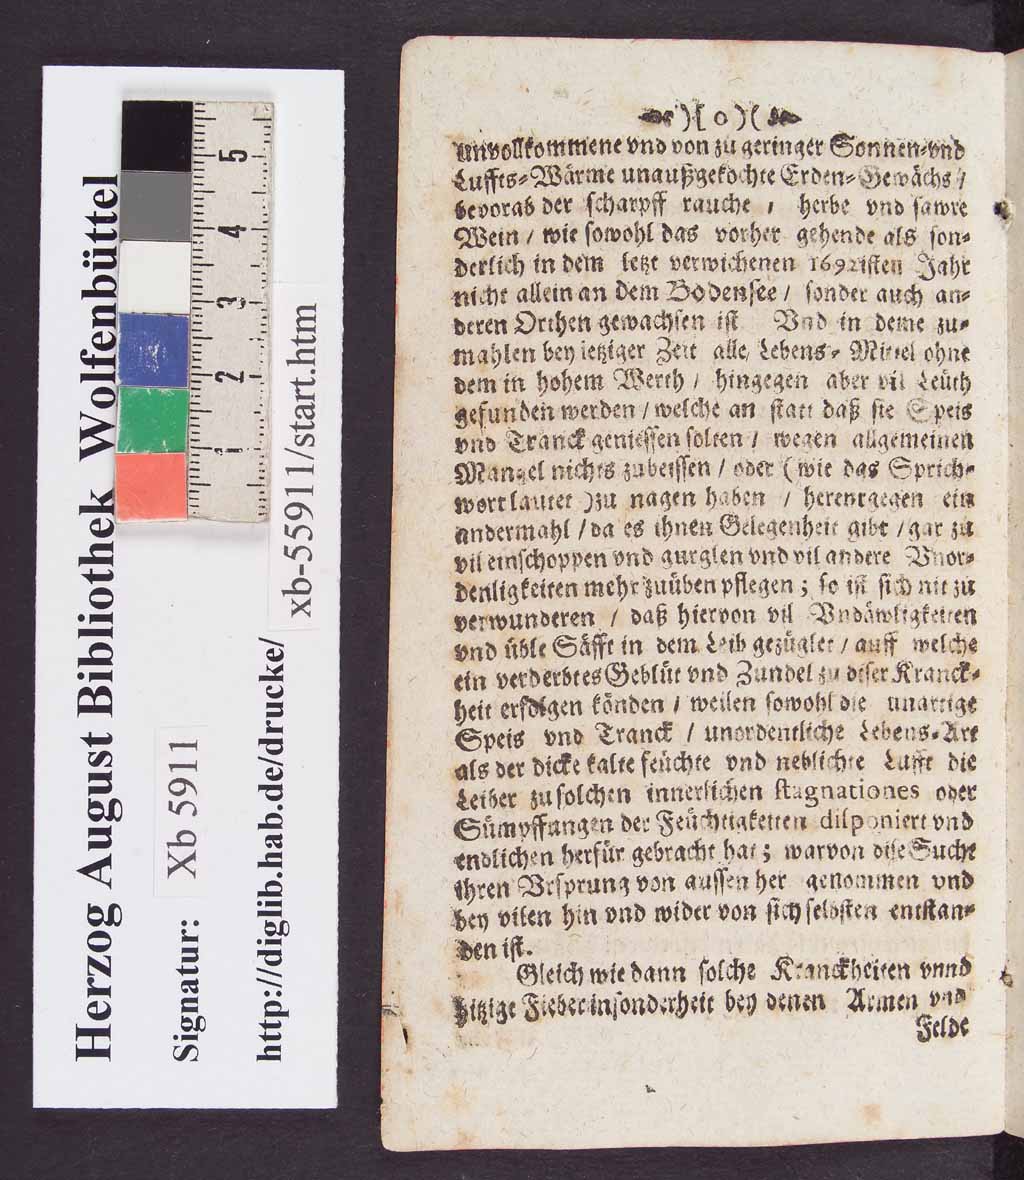 Herzog August Bibliothek Wolfenbüttel
Signatur: Xb 5911
http://diglib.hab.de/drucke/ xb-5911/start.htm
1 2 3 4 5
)·[ o )(
unvollkommene vnd von zu geringer Sonnen- vnd
Luffts-Wärme unaußgekochte Erden-Gewächs /
bevorab der scharpff rauche / herbe vnd sawre
Wein / wie sowohl das vorher gehende als son-
derlich in dem letzt verwichenen 1692isten Jahr
nicht allein an dem Bodensee / sonder auch an-
deren Orthen gewachsen ist Vnd in deme zu-
mahlen bey ietziger Zeit alle Lebens-Mittel ohne
dem in hohem Werth / hingegen aber vil Leüth
gefunden werden / welche an statt daß sie Speis
vnd Tranck geniessen solten / wegen allgemeinen
Mangel nichts zubeissen / oder (wie das Sprich-
wort lautet ) zu nagen haben / herentgegen ein
andermahl / da es ihnen Gelegenheit gibt / gar zu
vil einschoppen vnd gurglen vnd vil andere Vnor-
denligkeiten mehr zuüben pflegen ; so ist sich nit zu
verwunderen / daß hiervon vil Vndäwligkeiten
vnd üble Säfft in dem Leib gezüglet / auff welche
ein verderbtes Geblüt vnd Zundel zu diser Kranck-
heit erfolgen könden / weilen sowohl die unartige
Speis vnd Tranck / unordentliche Lebens-Art
als der dicke kalte feüchte vnd neblichte Lufft die
Leiber zu solchen innerlichen stagnationes oder
Sümpffungen der Feüchtigketten disponiert vnd
endlichen herfür gebracht hat ; warvon dise Sucht
ihren Vrsprung von aussen her genommen vnd
bey vilen hin vnd wider von sich selbsten entstan-
den ist.
Gleich wie dann solche Kranckheiten vnnd
hitzige Fieber insonderheit bey denen Armen vnd
Felde